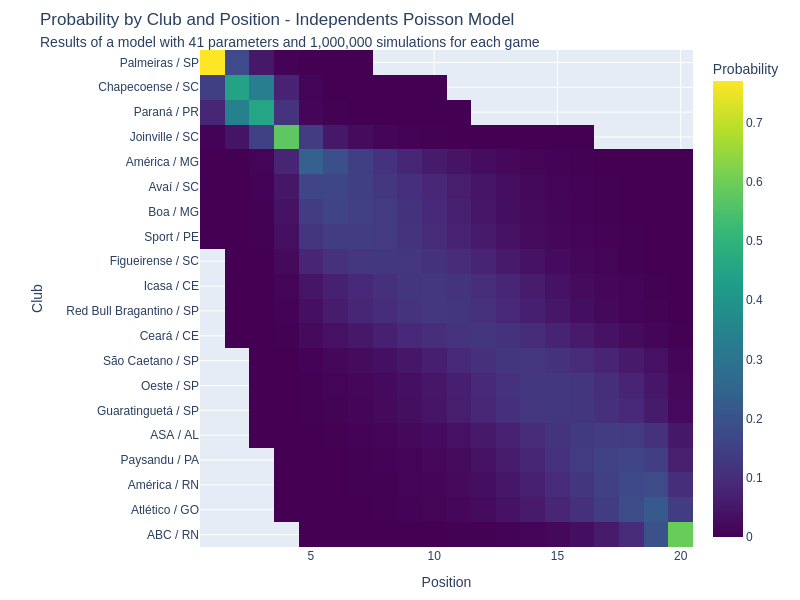 Probability by Club and Position - Independents Poisson Model
Results of a model with 41 parameters and 1,000,000 simulations for each game
Probability
Club
Palmeiras / SP
Chapecoense / SC
Paraná / PR
Joinville / SC
América / MG
Avaí / SC
Boa / MG
Sport / PE
Figueirense / SC
Icasa / CE
Red Bull Bragantino / SP
Ceará / CE
São Caetano / SP
Oeste / SP
Guaratinguetá / SP
ASA / AL
Paysandu / PA
América / RN
Atlético / GO
ABC / RN
0.7
0.6
0.5
0.4
0.3
0.2
0.1
0
5
10
15
20
Position